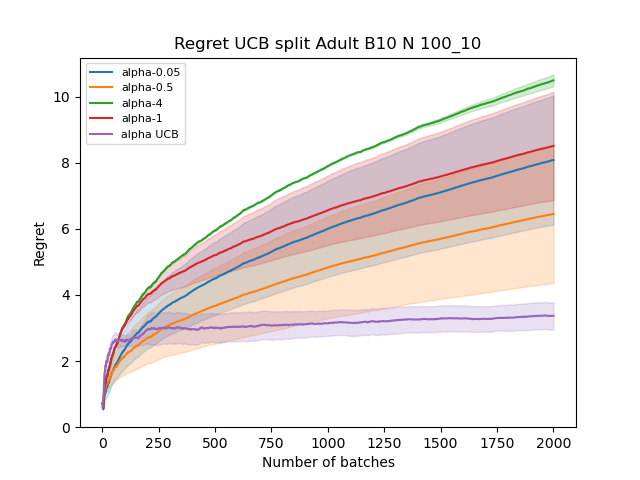 Regret UCB split Adult B10 N 100_10
alpha-0.05
alpha-0.5
alpha-4
alpha-1
alpha UCB
Regret
10
8
6
4
2
0
0 250 500 750 1000 1250 1500 1750 2000
Number of batches